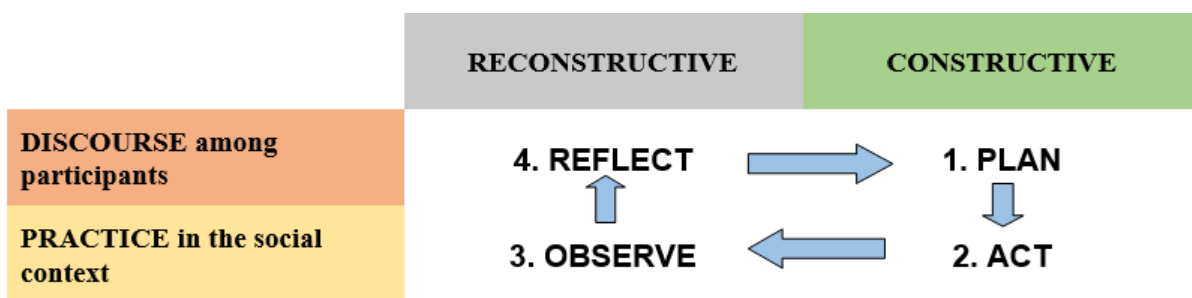 RECONSTRUCTIVE
CONSTRUCTIVE
DISCOURSE among
participants
4. REFLECT
1. PLAN
PRACTICE in the social
context
3. OBSERVE
2. ACT